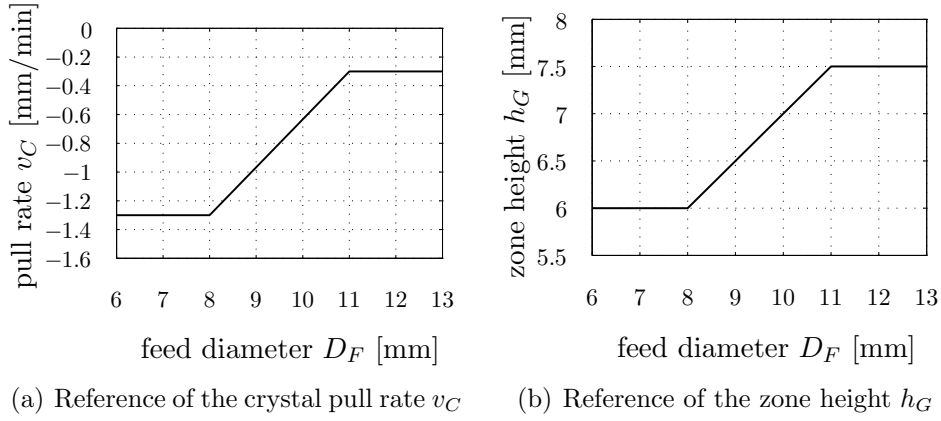 pull rate v_C [mm/min]
0
−0.2
−0.4
−0.6
−0.8
−1
−1.2
−1.4
−1.6
6 7 8 9 10 11 12 13
feed diameter D_F [mm]
(a) Reference of the crystal pull rate v_C
zone height h_G [mm]
8
7.5
7
6.5
6
5.5
6 7 8 9 10 11 12 13
feed diameter D_F [mm]
(b) Reference of the zone height h_G